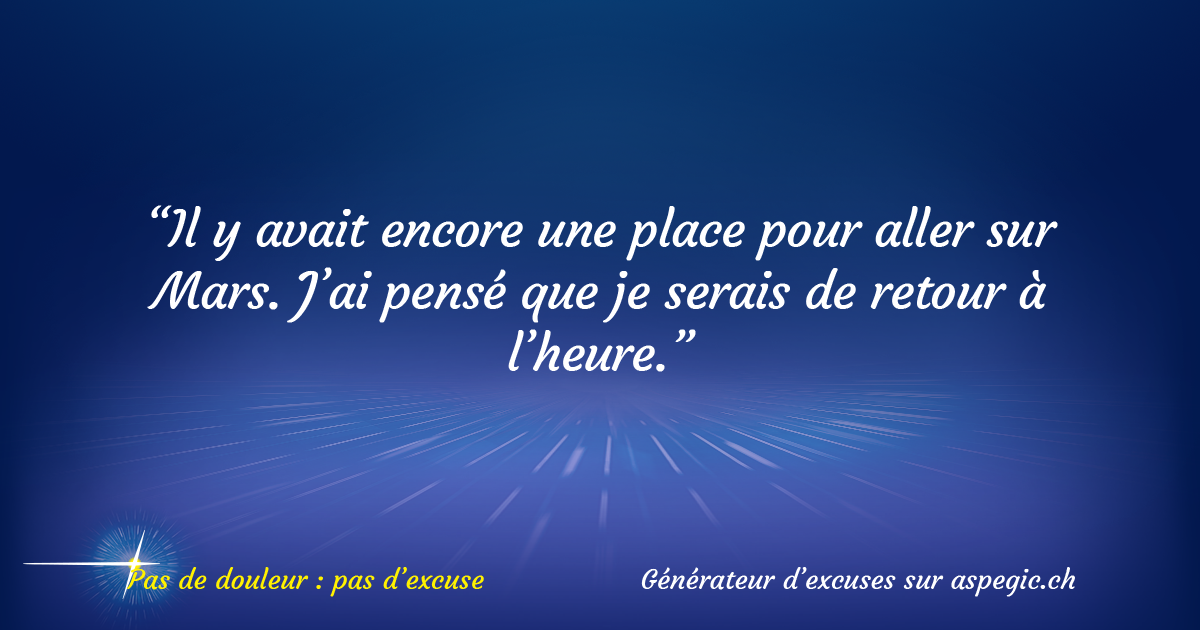 “Il y avait encore une place pour aller sur
Mars. J’ai pensé que je serais de retour à
l’heure.”
Pas de douleur : pas d’excuse
Générateur d’excuses sur aspegic.ch